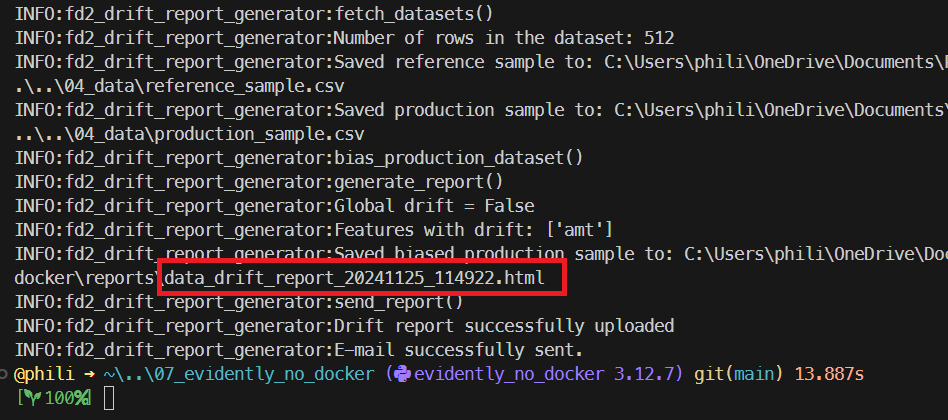 INFO:fd2_drift_report_generator:fetch_datasets()
INFO:fd2_drift_report_generator:Number of rows in the dataset: 512
INFO:fd2_drift_report_generator:Saved reference sample to: C:\Users\phili\OneDrive\Documents\
.\..\04_data\reference_sample.csv
INFO:fd2_drift_report_generator:Saved production sample to: C:\Users\phili\OneDrive\Documents
..\..\04_data\production_sample.csv
INFO:fd2_drift_report_generator:bias_production_dataset()
INFO:fd2_drift_report_generator:generate_report()
INFO:fd2_drift_report_generator:Global drift = False
INFO:fd2_drift_report_generator:Features with drift: ['amt']
INFO:fd2_drift_report_generator:Saved biased production sample to: C:\Users\phili\OneDrive\Doc
docker\reports\data_drift_report_20241125_114922.html
INFO:fd2_drift_report_generator:send_report()
INFO:fd2_drift_report_generator:Drift report successfully uploaded
INFO:fd2_drift_report_generator:E-mail successfully sent.
@phili → ~\..\07_evidently_no_docker (evidently_no_docker 3.12.7) git(main) 13.887s
[100%]